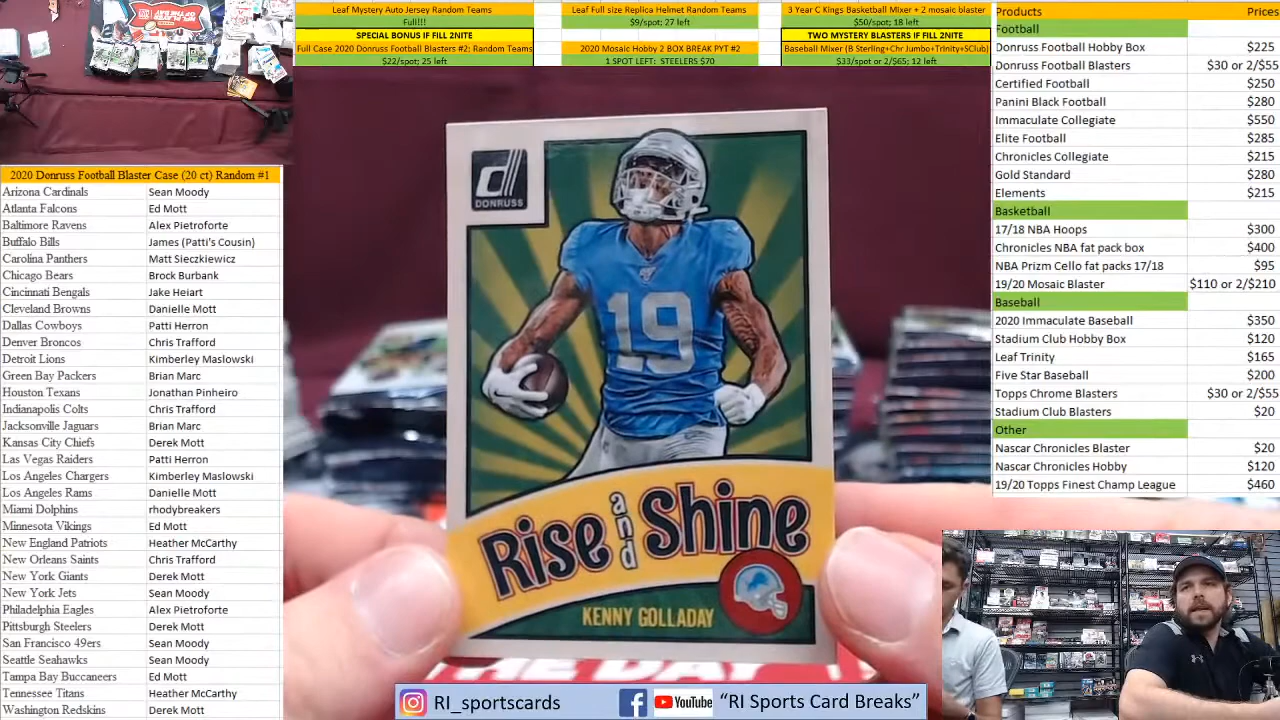 Leaf Mystery Auto Jersey Random Teams
Full!!!
SPECIAL BONUS IF FILL 2NITE
Full Case 2020 Donruss Football Blasters #2; Random Teams
$22/spot; 25 left
Leaf Full size Replica Helmet Random Teams
$9/spot; 27 left
2020 Mosaic Hobby 2 BOX BREAK PYT #2
1 SPOT LEFT: STEELERS $70
3 Year C Kings Basketball Mixer + 2 mosaic blaster
$50/spot; 18 left
TWO MYSTERY BLASTERS IF FILL 2NITE
Baseball Mixer (B Sterling+Chr Jumbo+Trinity+SClub)
$33/spot or 2/$65; 12 left
Products Prices
Football
Donruss Football Hobby Box $225
Donruss Football Blasters $30 or 2/$55
Certified Football $250
Panini Black Football $280
Immaculate Collegiate $550
Elite Football $285
Chronicles Collegiate $215
Gold Standard $280
Elements $215
Basketball
17/18 NBA Hoops $300
Chronicles NBA fat pack box $400
NBA Prizm Cello fat packs 17/18 $95
19/20 Mosaic Blaster $110 or 2/$210
Baseball
2020 Immaculate Baseball $350
Stadium Club Hobby Box $120
Leaf Trinity $165
Five Star Baseball $200
Topps Chrome Blasters $30 or 2/$55
Stadium Club Blasters $20
Other
Nascar Chronicles Blaster $20
Nascar Chronicles Hobby $120
19/20 Topps Finest Champ League $460
2020 Donruss Football Blaster Case (20 ct) Random #1
Arizona Cardinals Sean Moody
Atlanta Falcons Ed Mott
Baltimore Ravens Alex Pietroforte
Buffalo Bills James (Patti's Cousin)
Carolina Panthers Matt Sieczkiewicz
Chicago Bears Brock Burbank
Cincinnati Bengals Jake Heiart
Cleveland Browns Danielle Mott
Dallas Cowboys Patti Herron
Denver Broncos Chris Trafford
Detroit Lions Kimberley Maslowski
Green Bay Packers Brian Marc
Houston Texans Jonathan Pinheiro
Indianapolis Colts Chris Trafford
Jacksonville Jaguars Brian Marc
Kansas City Chiefs Derek Mott
Las Vegas Raiders Patti Herron
Los Angeles Chargers Kimberley Maslowski
Los Angeles Rams Danielle Mott
Miami Dolphins rhodybreakers
Minnesota Vikings Ed Mott
New England Patriots Heather McCarthy
New Orleans Saints Chris Trafford
New York Giants Derek Mott
New York Jets Sean Moody
Philadelphia Eagles Alex Pietroforte
Pittsburgh Steelers Derek Mott
San Francisco 49ers Sean Moody
Seattle Seahawks Sean Moody
Tampa Bay Buccaneers Ed Mott
Tennessee Titans Heather McCarthy
Washington Redskins Derek Mott
d
DONRUSS
19
Rise and Shine
KENNY GOLLADAY
RI_sportscards
YouTube
“RI Sports Card Breaks”